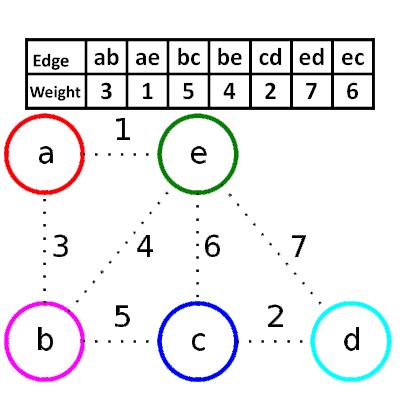 Edge ab ae bc be cd ed ec
Weight 3 1 5 4 2 7 6
1
a e
3 4 6 7
5 2
b c d